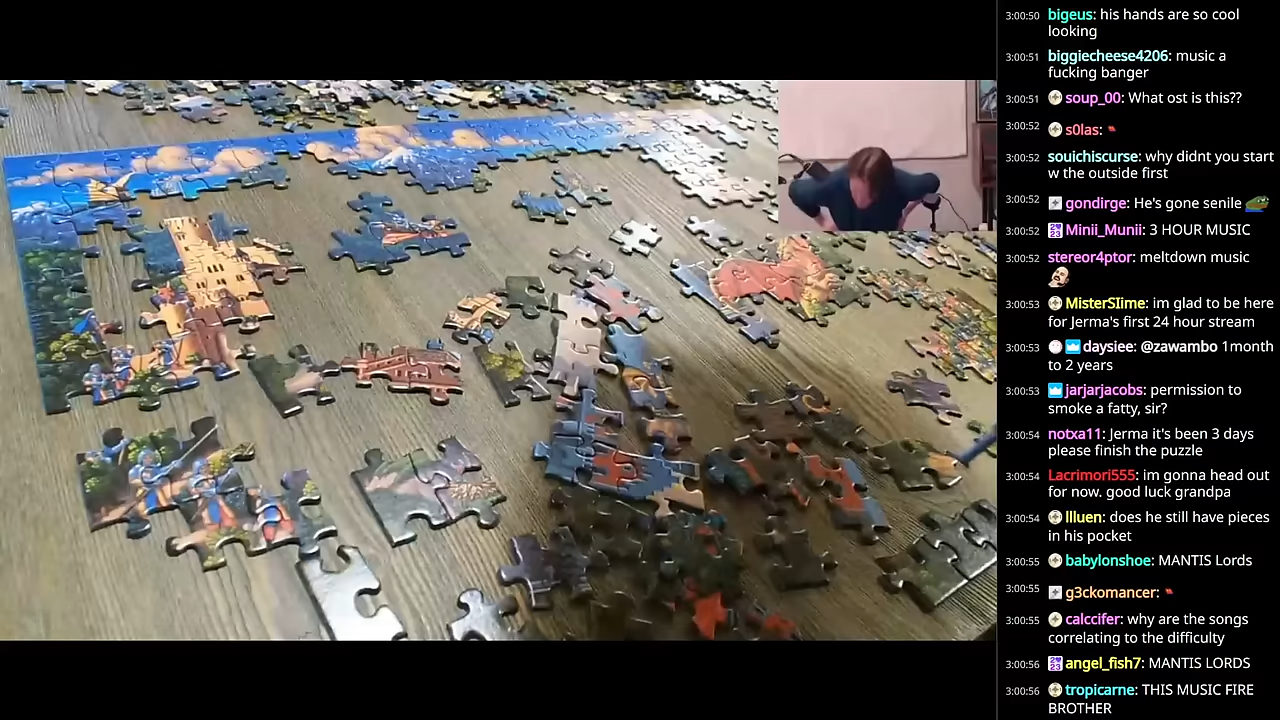 3:00:50 bigeus: his hands are so cool
looking
3:00:51 biggiecheese4206: music a
fucking banger
3:00:51 soup_00: What ost is this??
3:00:52 s0las:
3:00:52 souichiscurse: why didnt you start
w the outside first
3:00:52 gondirge: He's gone senile
3:00:52 Minii_Munii: 3 HOUR MUSIC
3:00:52 stereor4ptor: meltdown music
3:00:53 MisterSlime: im glad to be here
for Jerma's first 24 hour stream
3:00:53 daysiee: @zawambo 1month
to 2 years
3:00:53 jarjarjacobs: permission to
smoke a fatty, sir?
3:00:54 notxa11: Jerma it's been 3 days
please finish the puzzle
3:00:54 Lacrimori555: im gonna head out
for now. good luck grandpa
3:00:54 llluen: does he still have pieces
in his pocket
3:00:55 babylonshoe: MANTIS Lords
3:00:55 g3ckomancer:
3:00:55 calccifer: why are the songs
correlating to the difficulty
3:00:56 angel_fish7: MANTIS LORDS
3:00:56 tropicarne: THIS MUSIC FIRE
BROTHER